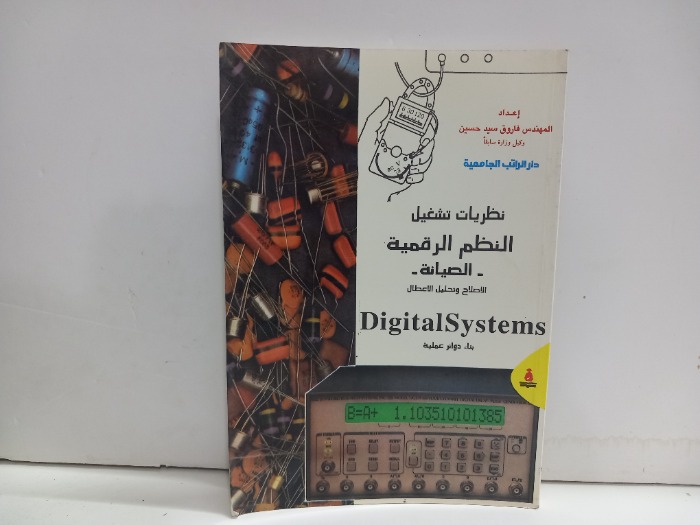 إعداد
المهندس فاروق سيد حسين
وكيل وزارة سابقاً
دار الراتب الجامعية
نظريات تشغيل
النظم الرقمية
- الصيانة -
الاصلاح وتحليل الاعطال
DigitalSystems
بناء دوائر عملية
B=A+ 1.103510101385